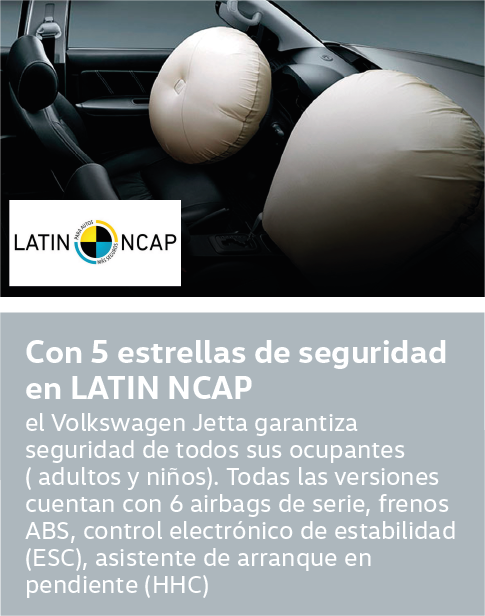 LATIN NCAP
PARA AUTOS
MÁS SEGUROS
Con 5 estrellas de seguridad
en LATIN NCAP
el Volkswagen Jetta garantiza
seguridad de todos sus ocupantes
( adultos y niños). Todas las versiones
cuentan con 6 airbags de serie, frenos
ABS, control electrónico de estabilidad
(ESC), asistente de arranque en
pendiente (HHC)